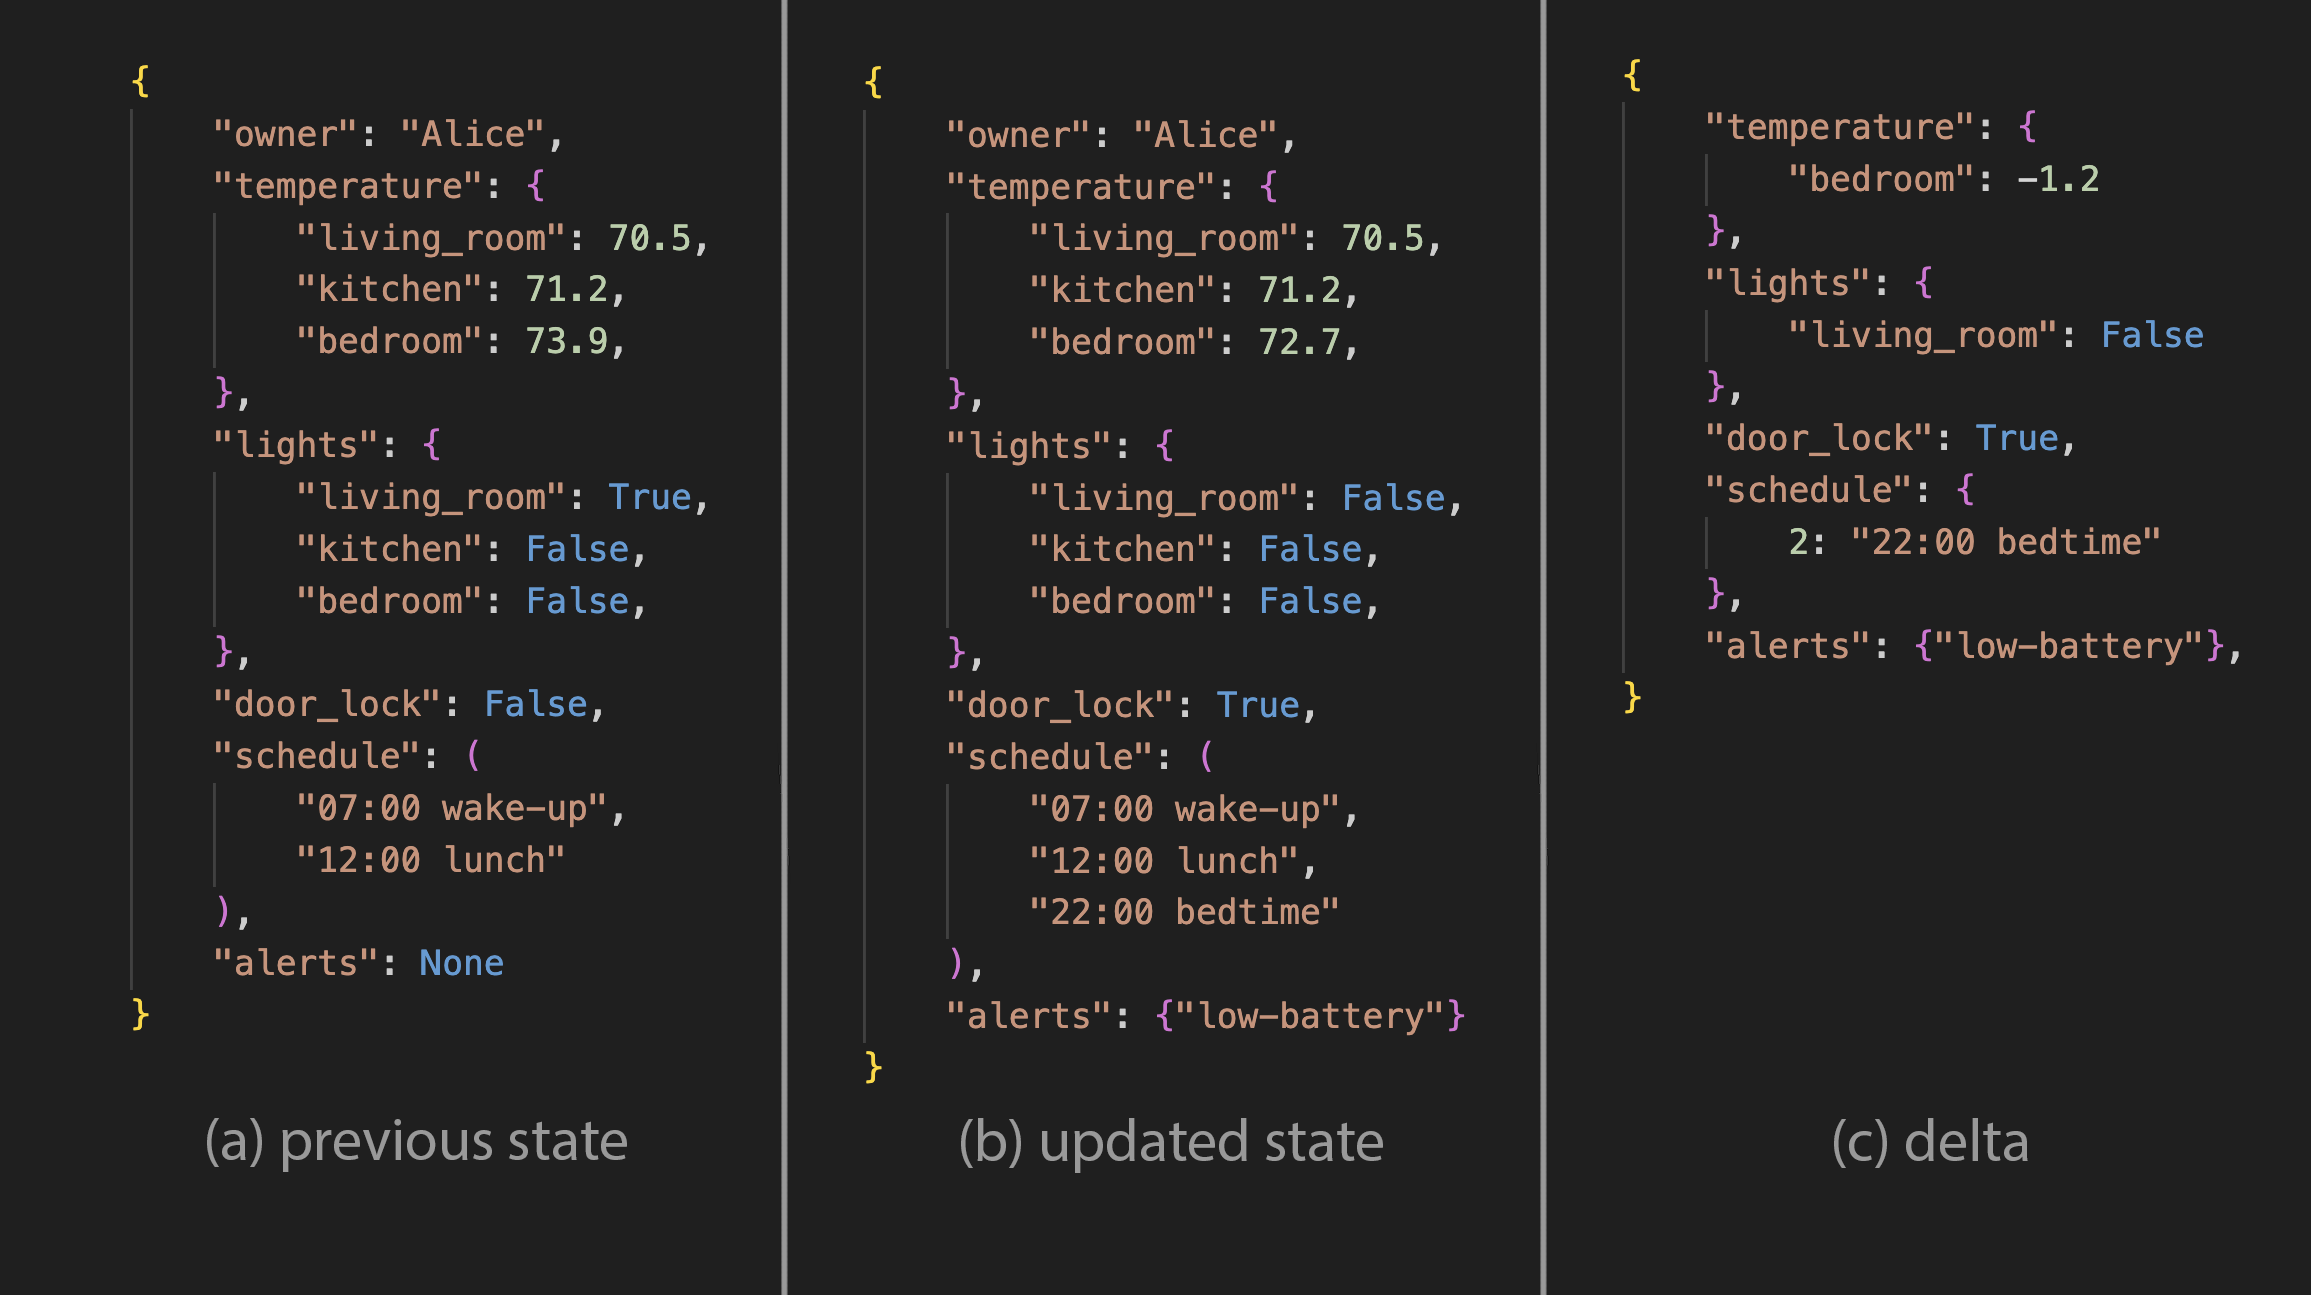 {
    "owner": "Alice",
    "temperature": {
        "living_room": 70.5,
        "kitchen": 71.2,
        "bedroom": 73.9,
    },
    "lights": {
        "living_room": True,
        "kitchen": False,
        "bedroom": False,
    },
    "door_lock": False,
    "schedule": (
        "07:00 wake-up",
        "12:00 lunch"
    ),
    "alerts": None
}
(a) previous state
{
    "owner": "Alice",
    "temperature": {
        "living_room": 70.5,
        "kitchen": 71.2,
        "bedroom": 72.7,
    },
    "lights": {
        "living_room": False,
        "kitchen": False,
        "bedroom": False,
    },
    "door_lock": True,
    "schedule": (
        "07:00 wake-up",
        "12:00 lunch",
        "22:00 bedtime"
    ),
    "alerts": {"low-battery"}
}
(b) updated state
{
    "temperature": {
        "bedroom": -1.2
    },
    "lights": {
        "living_room": False
    },
    "door_lock": True,
    "schedule": {
        2: "22:00 bedtime"
    },
    "alerts": {"low-battery"},
}
(c) delta